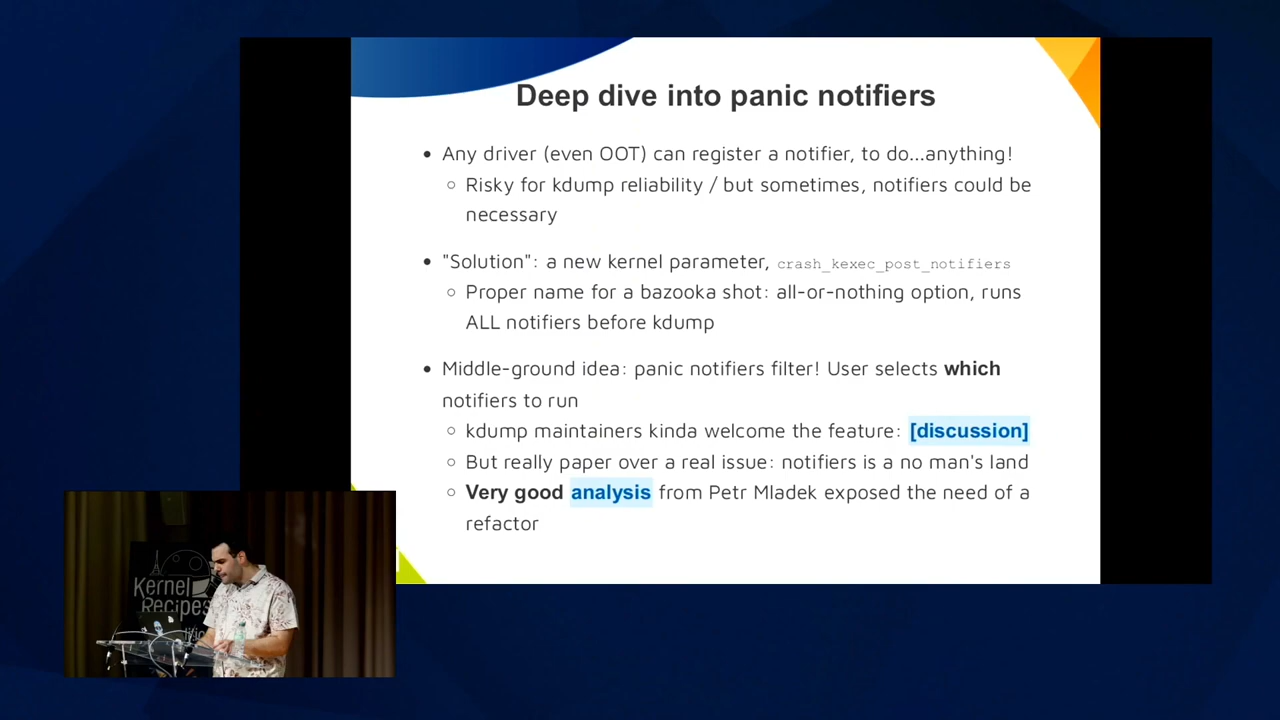 Deep dive into panic notifiers
• Any driver (even OOT) can register a notifier, to do...anything!
○ Risky for kdump reliability / but sometimes, notifiers could be
necessary
• "Solution": a new kernel parameter, crash_kexec_post_notifiers
○ Proper name for a bazooka shot: all-or-nothing option, runs
ALL notifiers before kdump
• Middle-ground idea: panic notifiers filter! User selects which
notifiers to run
○ kdump maintainers kinda welcome the feature: [discussion]
○ But really paper over a real issue: notifiers is a no man's land
○ Very good analysis from Petr Mladek exposed the need of a
refactor
Kernel
Recipes